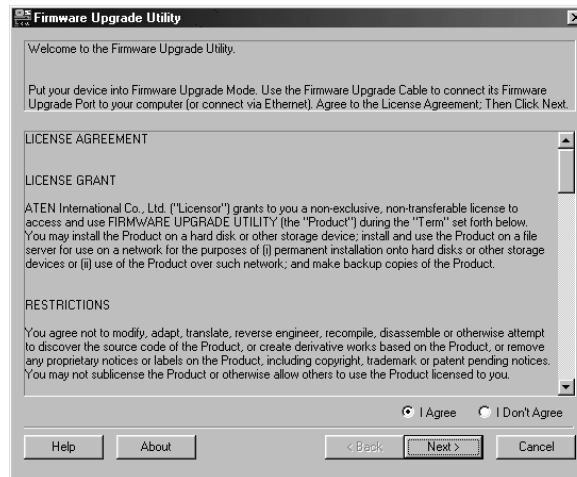 Firmware Upgrade Utility
Welcome to the Firmware Upgrade Utility.
Put your device into Firmware Upgrade Mode. Use the Firmware Upgrade Cable to connect its Firmware
Upgrade Port to your computer (or connect via Ethernet). Agree to the License Agreement; Then Click Next.
LICENSE AGREEMENT
LICENSE GRANT
ATEN International Co., Ltd. ("Licensor") grants to you a non-exclusive, non-transferable license to
access and use FIRMWARE UPGRADE UTILITY (the "Product") during the "Term" set forth below.
You may install the Product on a hard disk or other storage device; install and use the Product on a file
server for use on a network for the purposes of (i) permanent installation onto hard disks or other storage
devices or (ii) use of the Product over such network; and make backup copies of the Product.
RESTRICTIONS
You agree not to modify, adapt, translate, reverse engineer, recompile, disassemble or otherwise attempt
to discover the source code of the Product, or create derivative works based on the Product, or remove
any proprietary notices or labels on the Product, including copyright, trademark or patent pending notices.
You may not sublicense the Product or otherwise allow others to use the Product licensed to you.
I Agree I Don't Agree
Help About < Back Next > Cancel